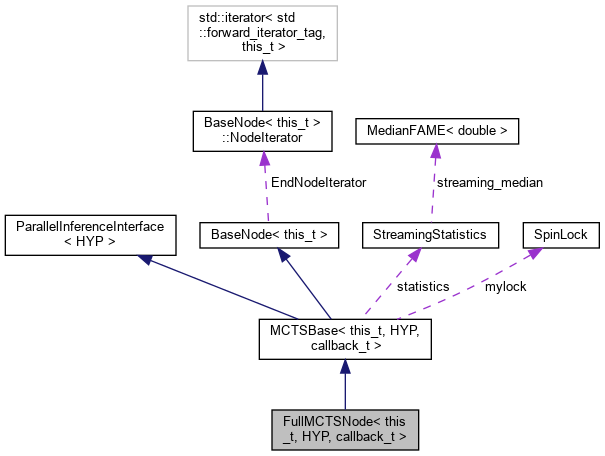 std::iterator< std
::forward_iterator_tag,
this_t >
BaseNode< this_t >
::NodeIterator
MedianFAME< double >
EndNodeIterator
streaming_median
ParallelInferenceInterface
< HYP >
BaseNode< this_t >
StreamingStatistics
SpinLock
statistics
mylock
MCTSBase< this_t, HYP,
callback_t >
FullMCTSNode< this
_t, HYP, callback_t >